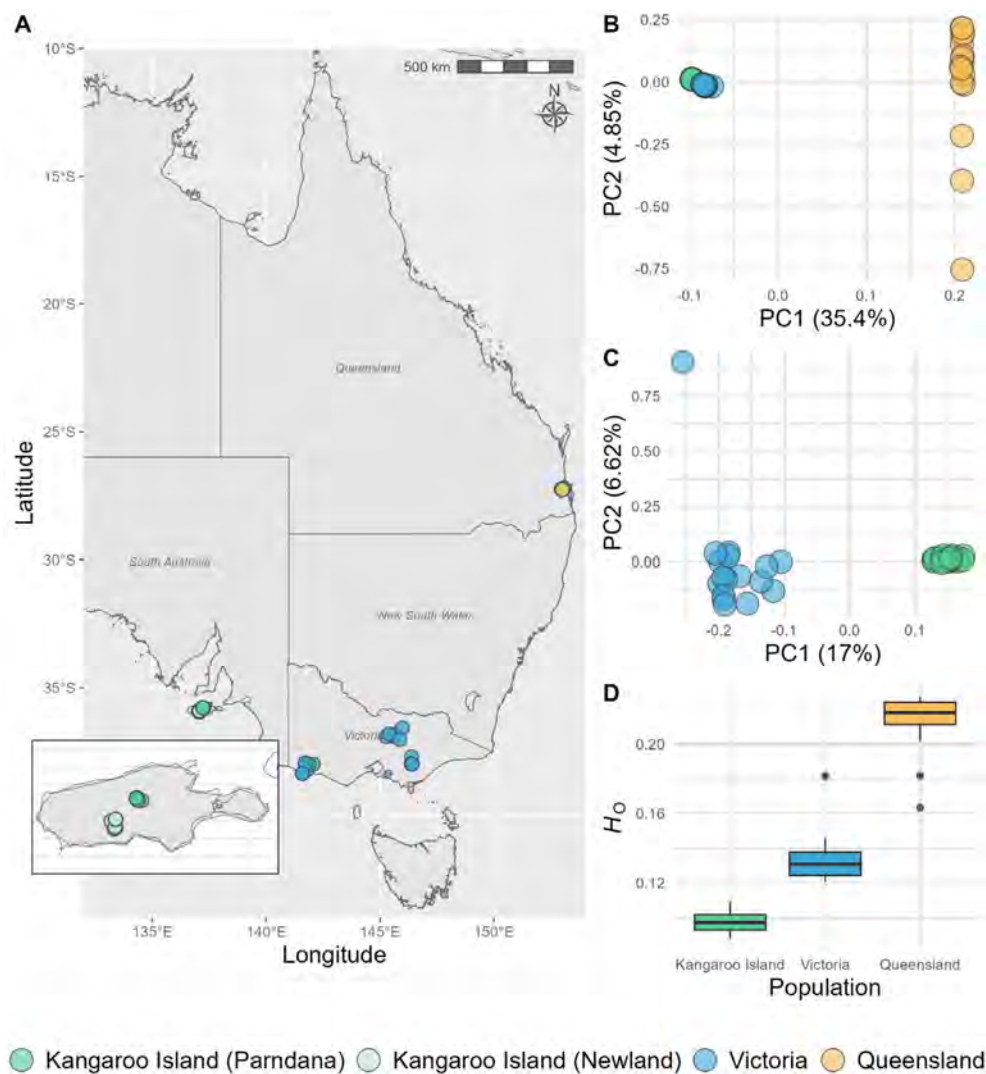 A
10°S
15°S
20°S
25°S
30°S
35°S
Latitude
500 km
N
Queensland
South Australia
New South Water
Victoria
135°E
140°E
145°E
150°E
Longitude
B
0.25
0.00
-0.25
-0.50
-0.75
PC2 (4.85%)
-0.1
0.0
0.1
0.2
PC1 (35.4%)
C
0.75
0.50
0.25
0.00
PC2 (6.62%)
-0.2
-0.1
0.0
0.1
PC1 (17%)
D
0.20
0.16
0.12
HO
Kangaroo Island
Victoria
Queensland
Population
Kangaroo Island (Parndana)
Kangaroo Island (Newland)
Victoria
Queensland